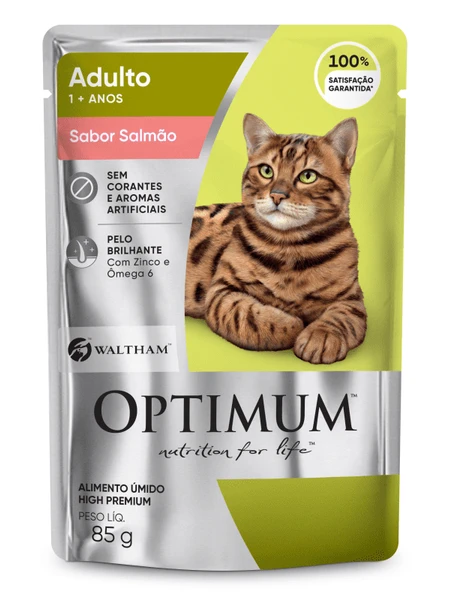 Adulto
1 + ANOS
Sabor Salmão
100%
SATISFAÇÃO
GARANTIDA*
SEM
CORANTES
E AROMAS
ARTIFICIAIS
PELO
BRILHANTE
Com Zinco e
Ômega 6
WALTHAM™
OPTIMUM™
nutrition for life™
ALIMENTO ÚMIDO
HIGH PREMIUM
PESO LÍQ.
85 g